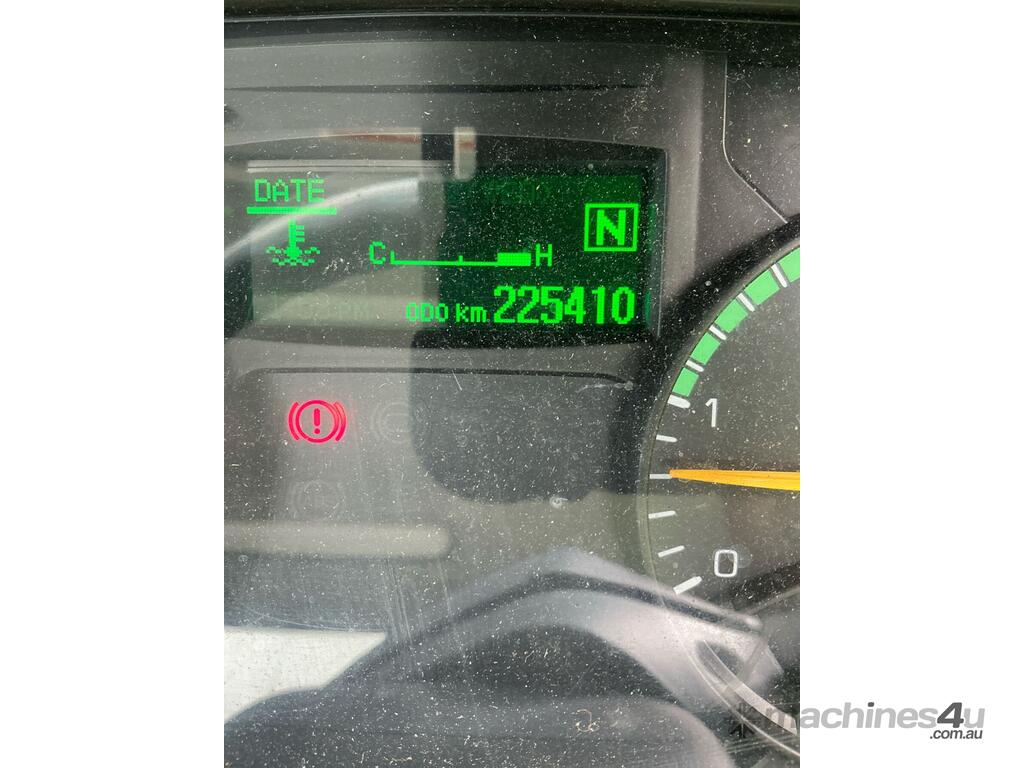 DATE
N
C H
ODO km 225410
1
0
machines4u
.com.au